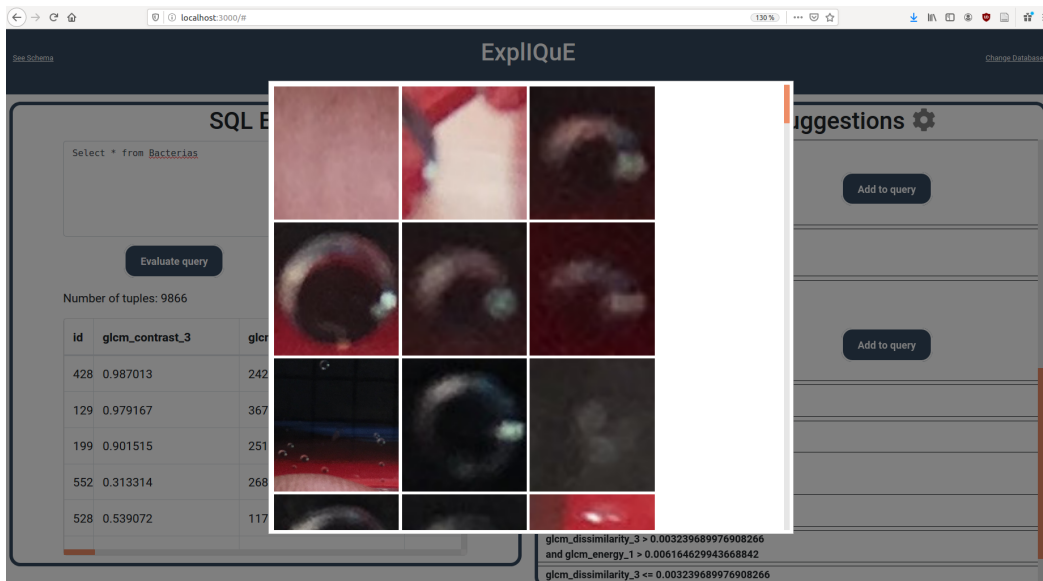 localhost:3000/#
130 %
See Schema
ExplIQuE
Change Database
SQL E
uggestions
Select * from Bacterias
Add to query
Evaluate query
Number of tuples: 9866
id glcm_contrast_3 glcr
428 0.987013 242
Add to query
129 0.979167 367
199 0.901515 251
552 0.313314 268
528 0.539072 117
glcm_dissimilarity_3 > 0.003239689976908266
and glcm_energy_1 > 0.006164629943668842
glcm_dissimilarity_3 <= 0.003239689976908266